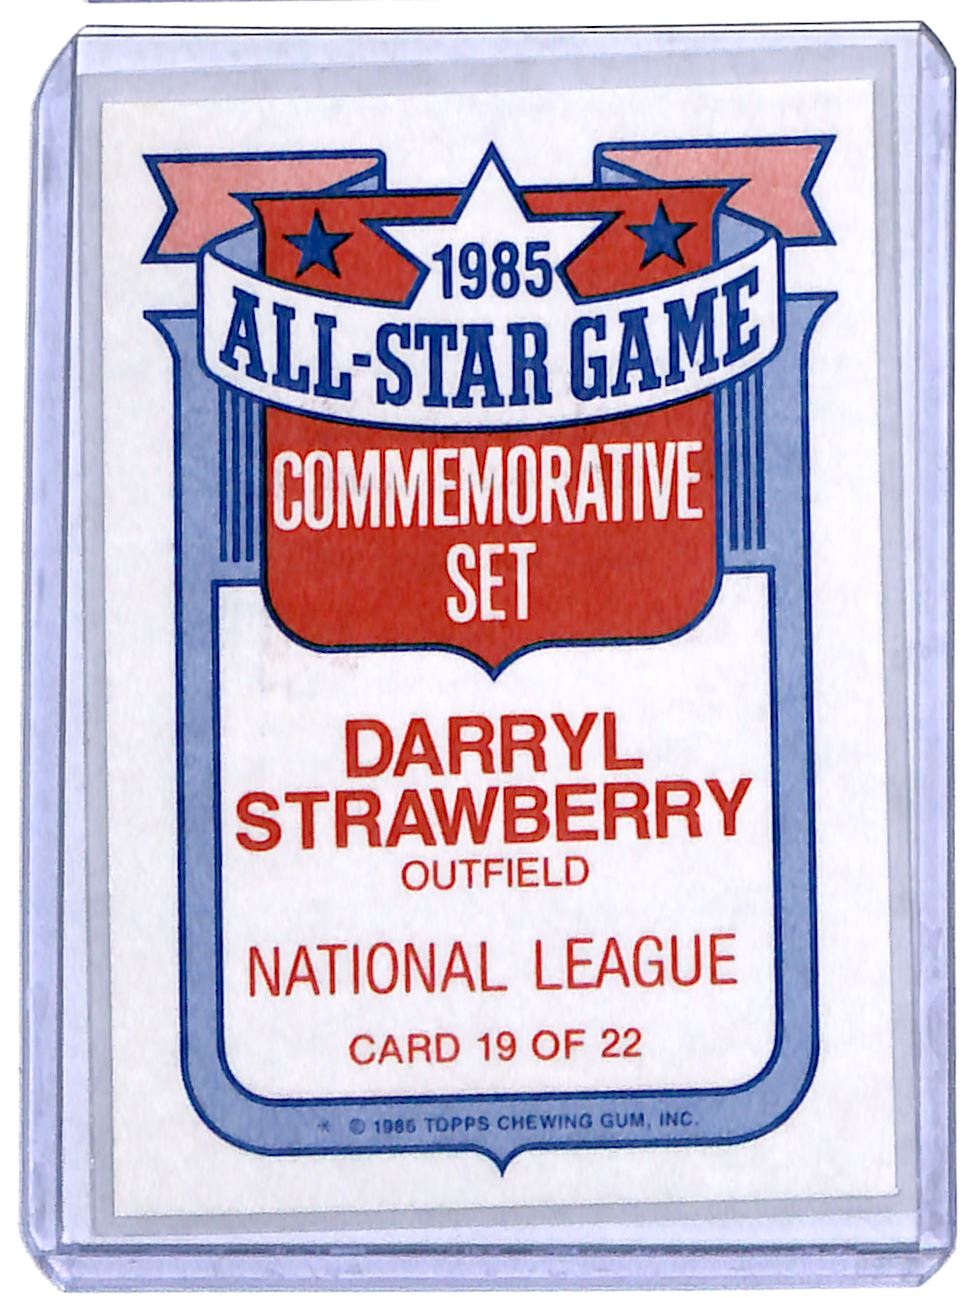 1985
ALL-STAR GAME
COMMEMORATIVE
SET
DARRYL
STRAWBERRY
OUTFIELD
NATIONAL LEAGUE
CARD 19 OF 22
* © 1986 TOPPS CHEWING GUM, INC.